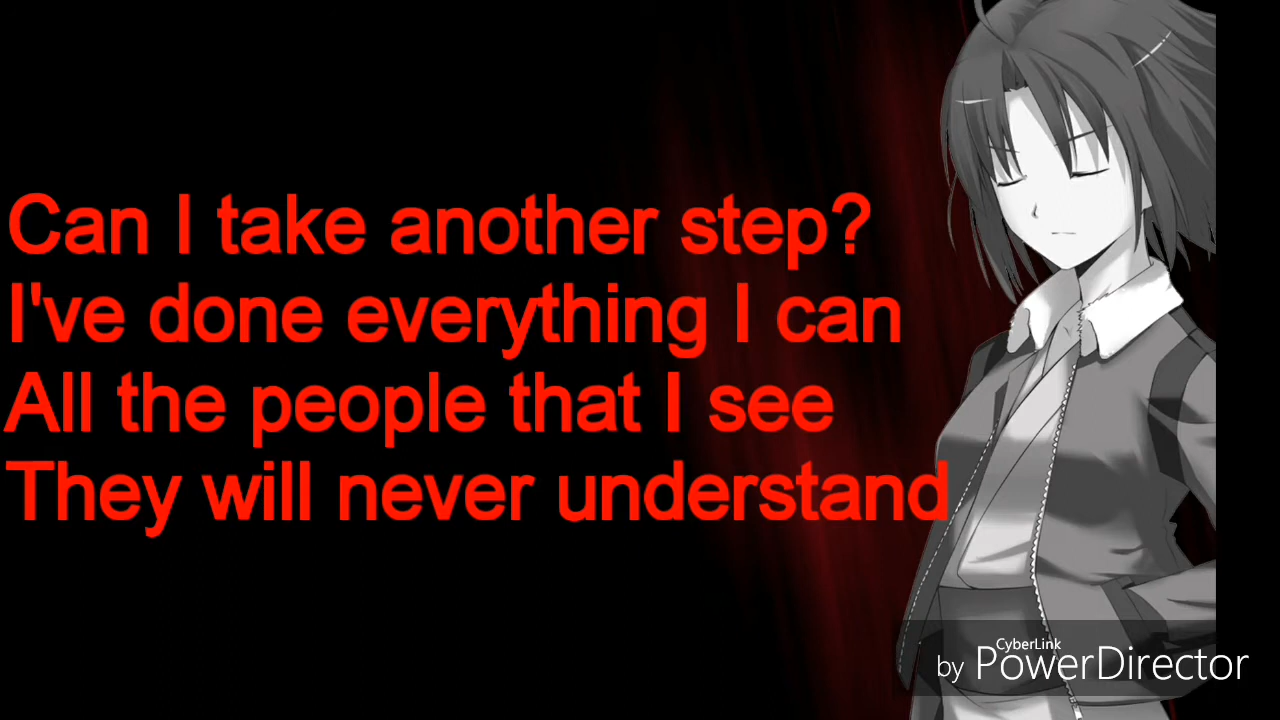 Can I take another step?
I've done everything I can
All the people that I see
They will never understand
CyberLink
by PowerDirector